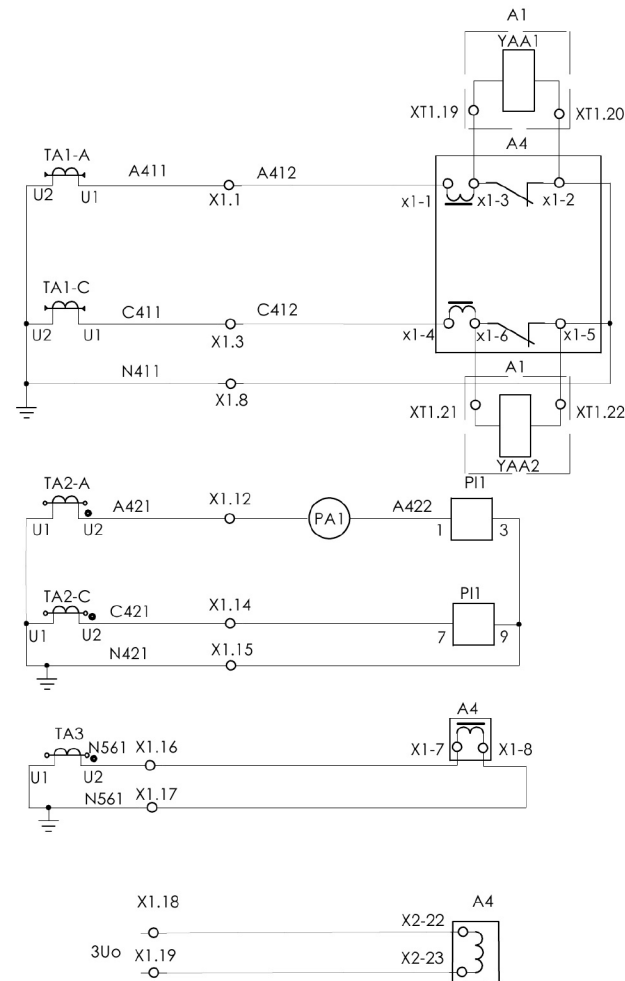 A1
YAA1
XT1.19 XT1.20
A4
TA1-A
A411 A412
U2 U1 X1.1 x1-1 x1-3 x1-2
TA1-C
C411 C412
U2 U1 X1.3 x1-4 x1-6 x1-5
N411
X1.8
A1
XT1.21 XT1.22
YAA2
TA2-A PI1
A421 X1.12 PA1 A422
U1 U2 1 3
TA2-C PI1
C421 X1.14
U1 U2 7 9
N421 X1.15
A4
TA3
N561 X1.16 X1-7 X1-8
U1 U2
N561 X1.17
X1.18 A4
X2-22
3Uo X1.19 X2-23